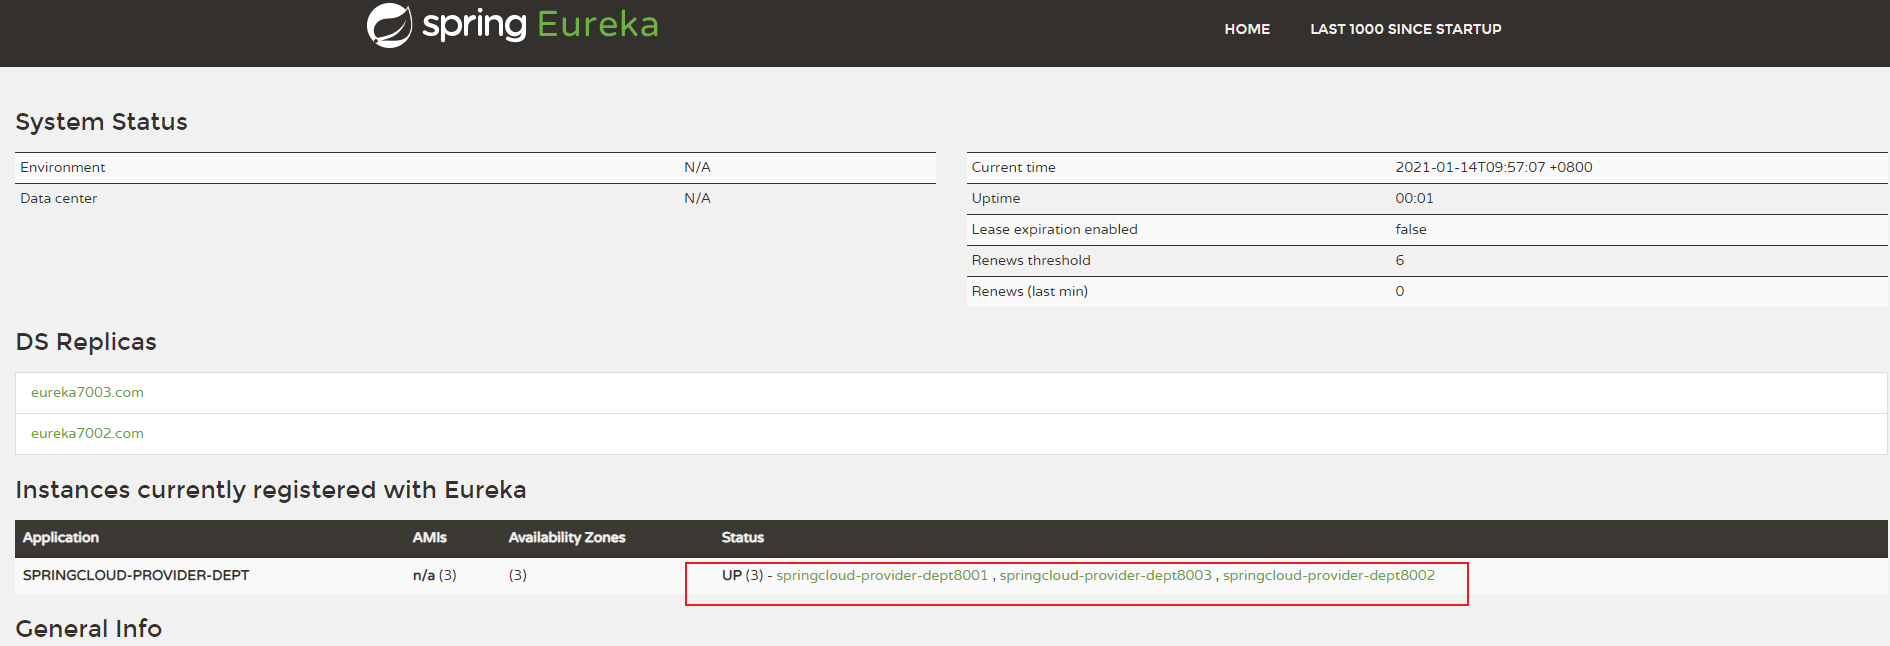 spring Eureka
HOME LAST 1000 SINCE STARTUP
System Status
Environment N/A
Data center N/A
Current time 2021-01-14T09:57:07 +0800
Uptime 00:01
Lease expiration enabled false
Renews threshold 6
Renews (last min) 0
DS Replicas
eureka7003.com
eureka7002.com
Instances currently registered with Eureka
Application AMIs Availability Zones Status
SPRINGCLOUD-PROVIDER-DEPT n/a (3) (3) UP (3) - springcloud-provider-dept8001 , springcloud-provider-dept8003 , springcloud-provider-dept8002
General Info